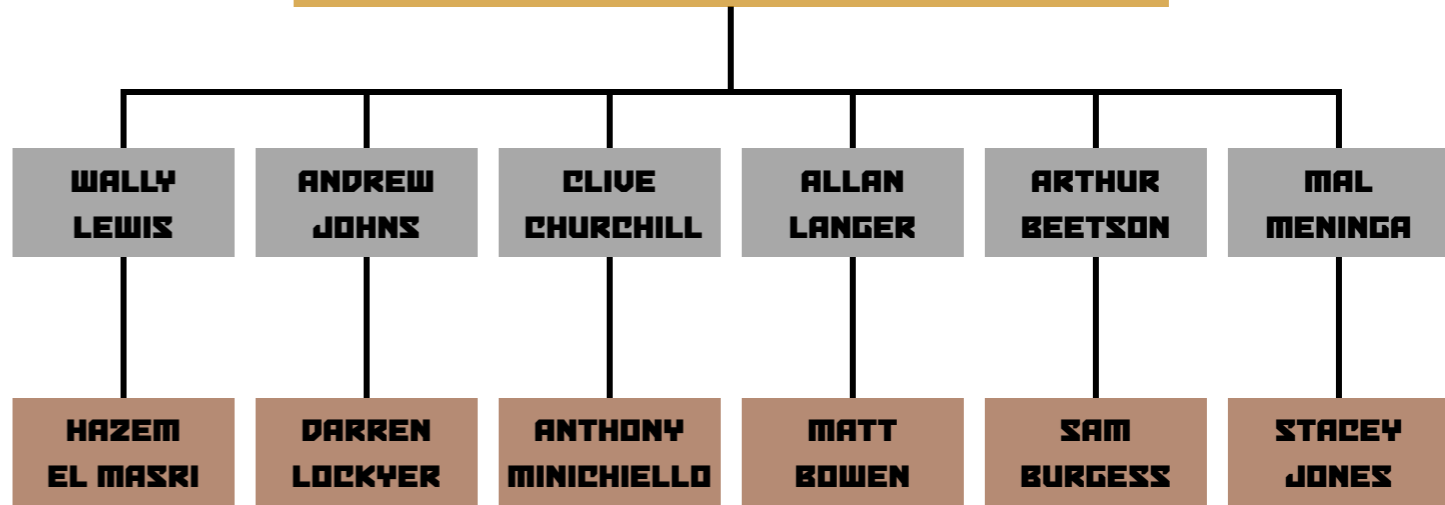 WALLY
LEWIS
ANDREW
JOHNS
CLIVE
CHURCHILL
ALLAN
LANGER
ARTHUR
BEETSON
MAL
MENINGA
HAZEM
EL MASRI
DARREN
LOCKYER
ANTHONY
MINICHIELLO
MATT
BOWEN
SAM
BURGESS
STACEY
JONES